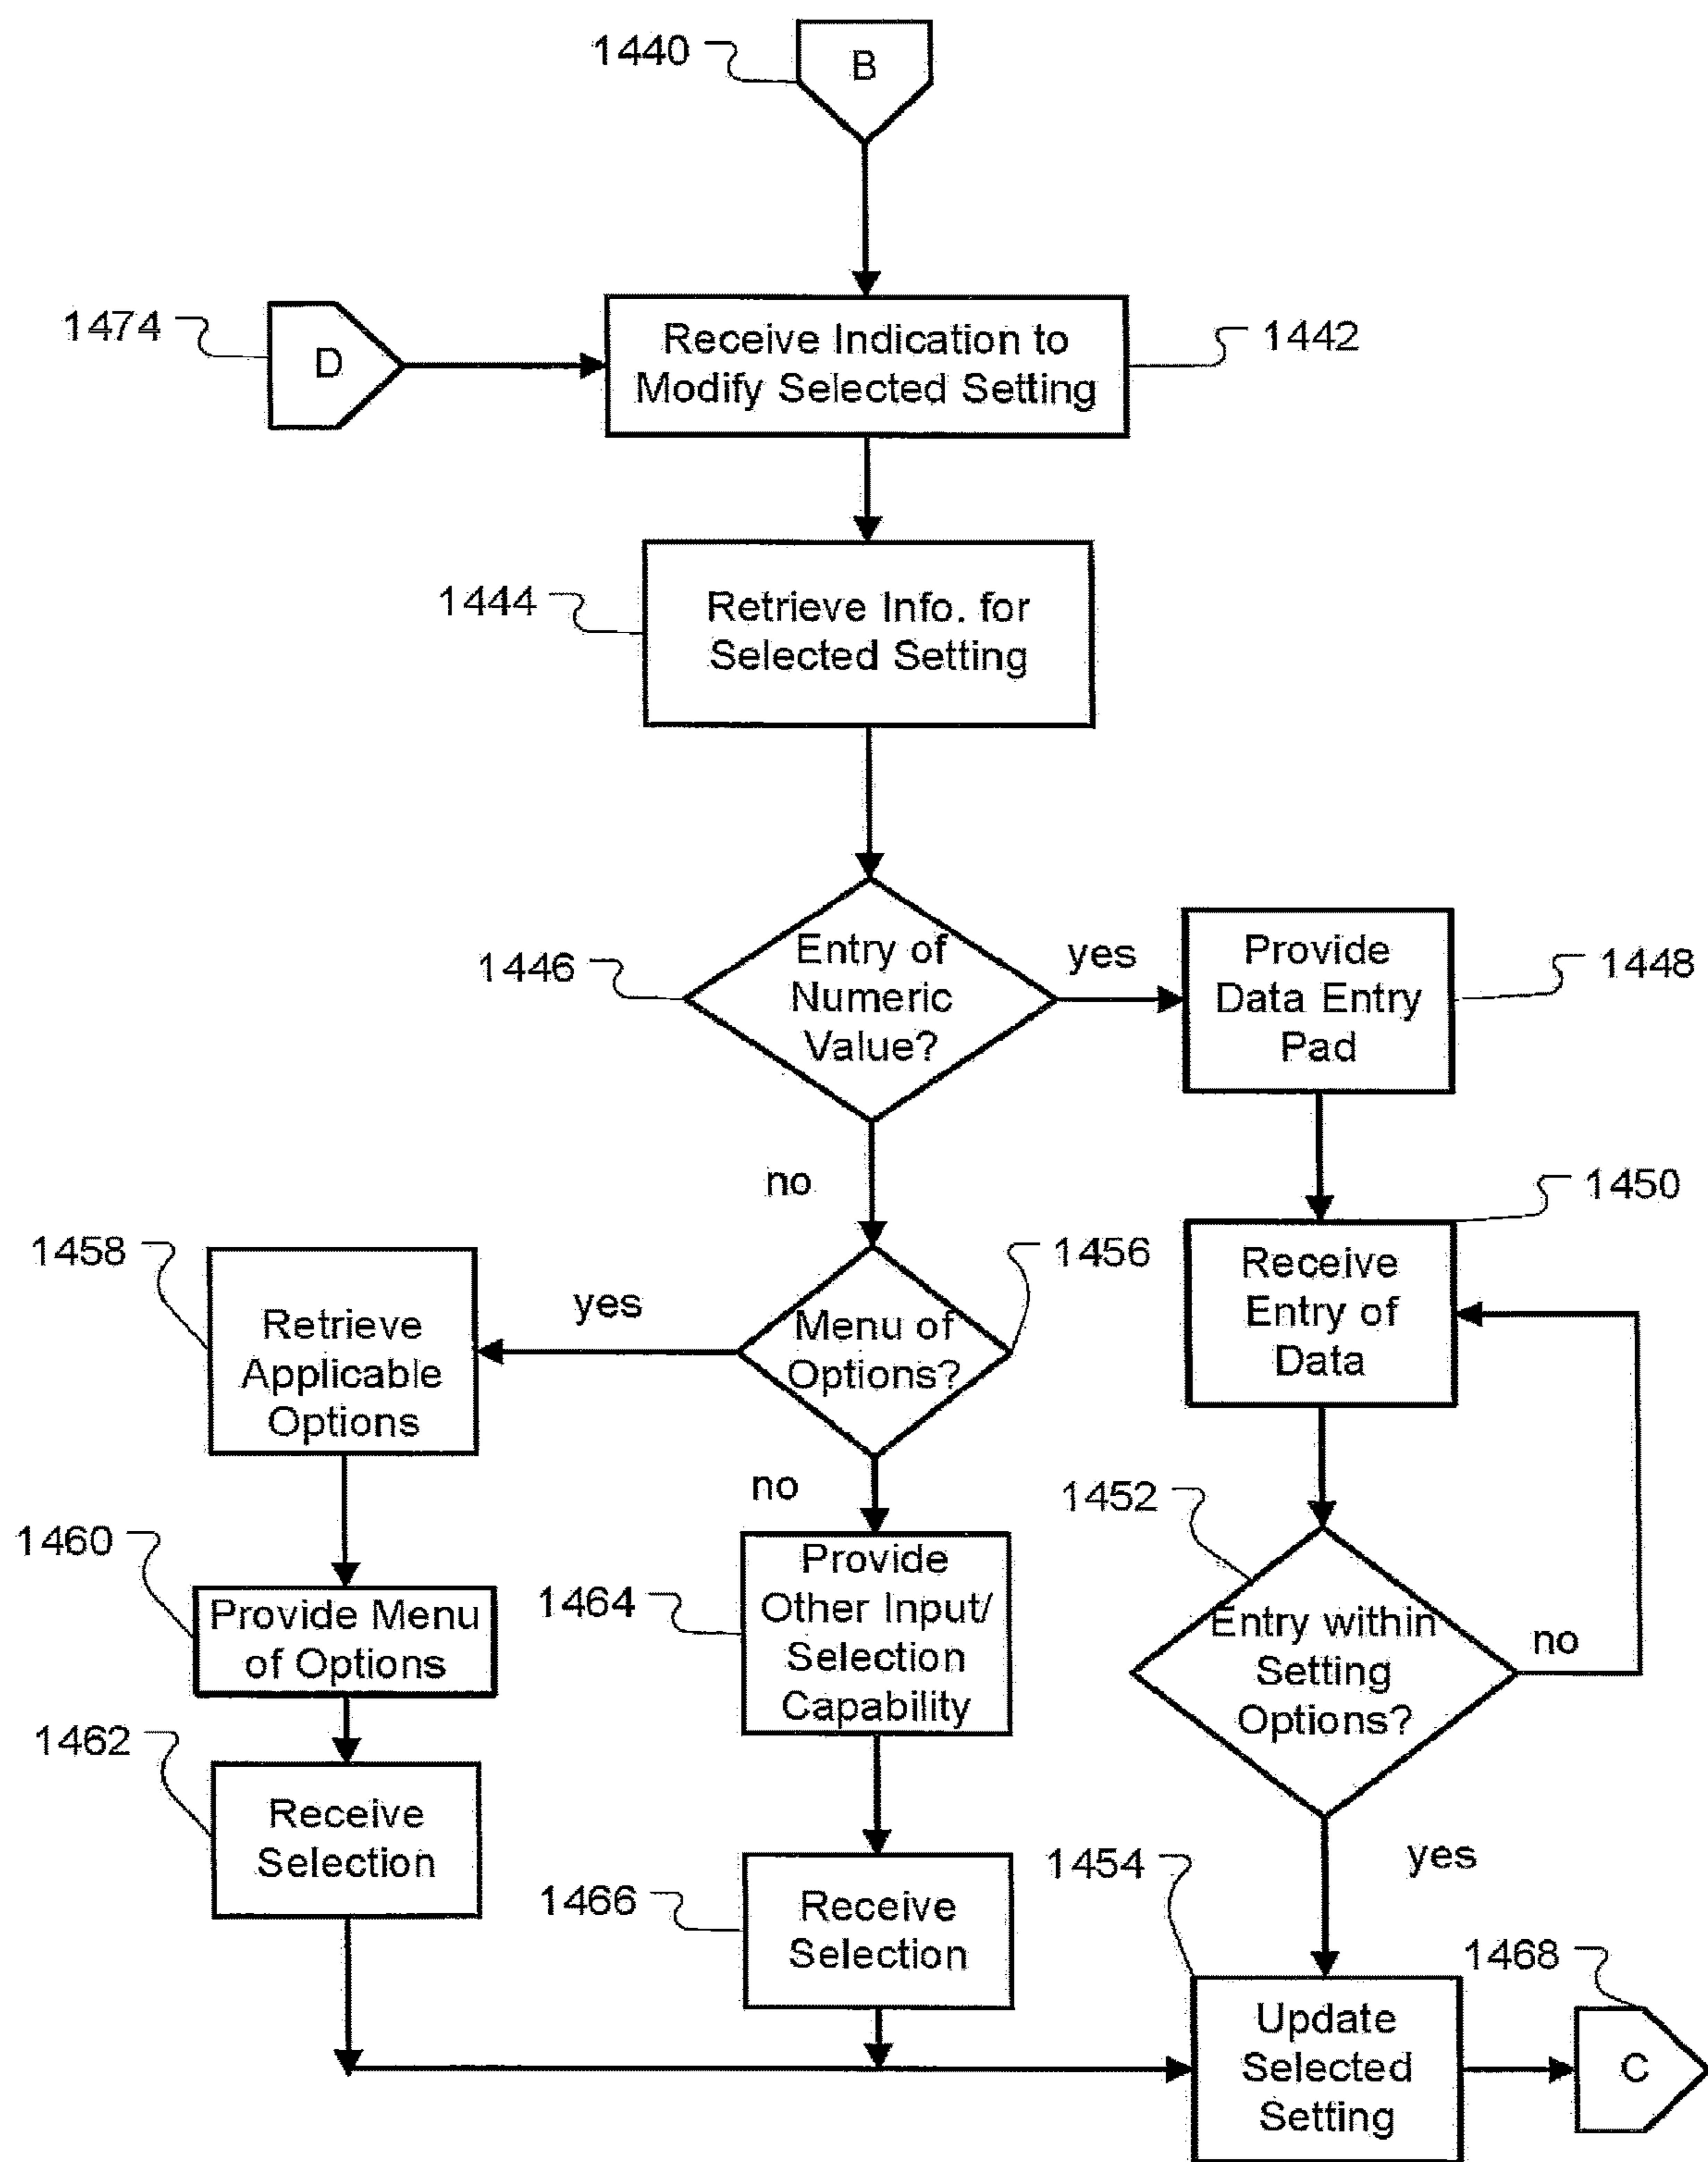 1440
B
1474
D
Receive Indication to
Modify Selected Setting
1442
1444
Retrieve Info. for
Selected Setting
1446
Entry of
Numeric
Value?
yes
Provide
Data Entry
Pad
1448
no
1450
Receive
Entry of
Data
1458
Retrieve
Applicable
Options
yes
Menu of
Options?
1456
no
1452
Entry within
Setting
Options?
no
1460
Provide Menu
of Options
1464
Provide
Other Input/
Selection
Capability
1462
Receive
Selection
1466
Receive
Selection
yes
1454
Update
Selected
Setting
1468
C